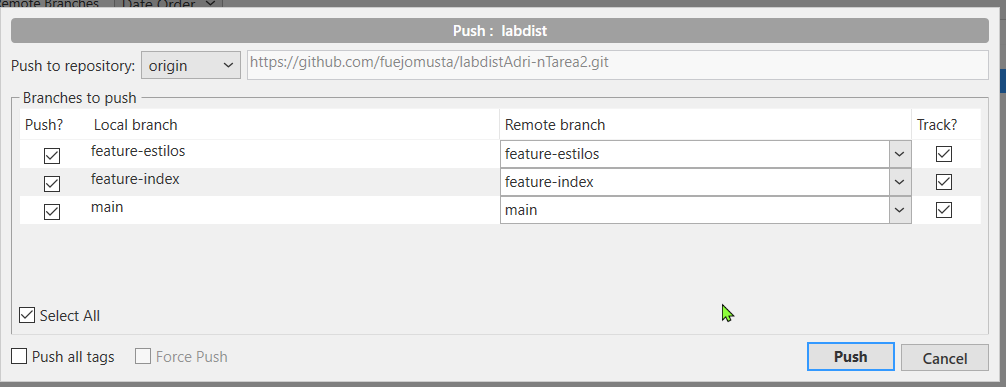 Remote Branches Date Order
Push : labdist
Push to repository: origin https://github.com/fuejomusta/labdistAdri-nTarea2.git
Branches to push
Push? Local branch Remote branch Track?
feature-estilos feature-estilos
feature-index feature-index
main main
Select All
Push all tags Force Push Push Cancel